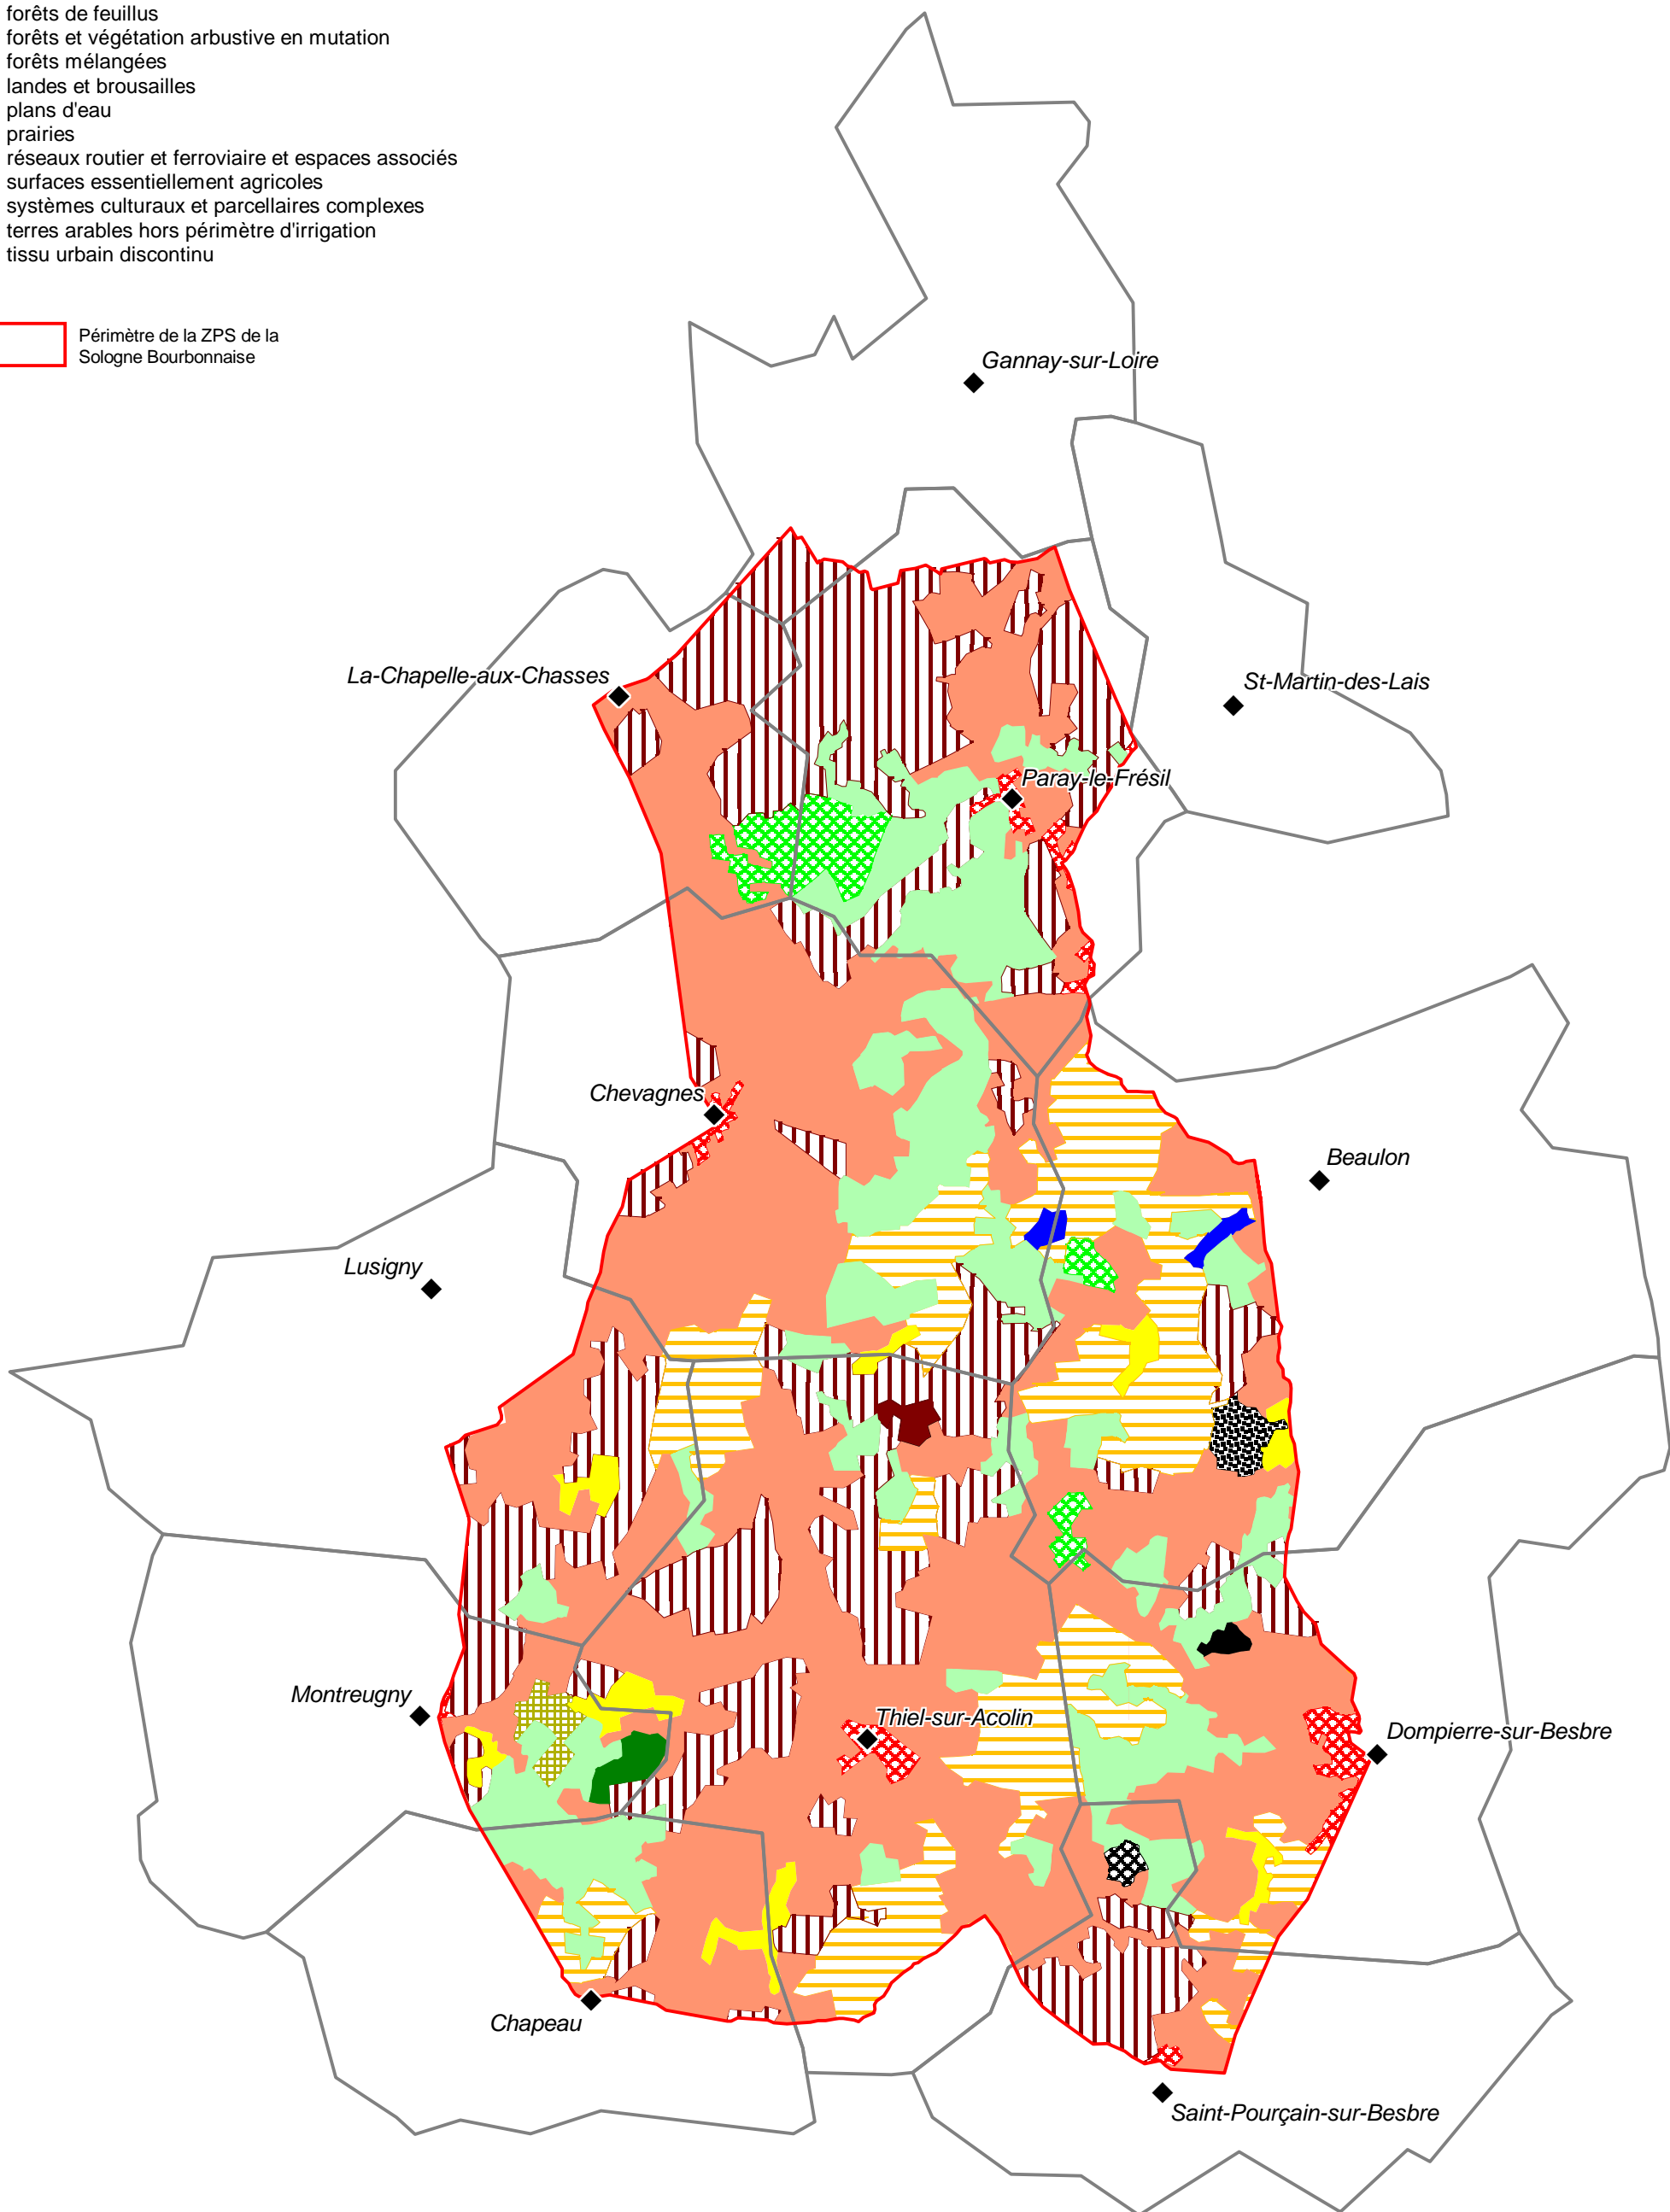 forêts de feuillus
forêts et végétation arbustive en mutation
forêts mélangées
landes et brousailles
plans d'eau
prairies
réseaux routier et ferroviaire et espaces associés
surfaces essentiellement agricoles
systèmes culturaux et parcellaires complexes
terres arables hors périmètre d'irrigation
tissu urbain discontinu
Périmètre de la ZPS de la
Sologne Bourbonnaise
Gannay-sur-Loire
La-Chapelle-aux-Chasses
St-Martin-des-Lais
Paray-le-Frésil
Chevagnes
Beaulon
Lusigny
Montreugny
Thiel-sur-Acolin
Dompierre-sur-Besbre
Chapeau
Saint-Pourçain-sur-Besbre